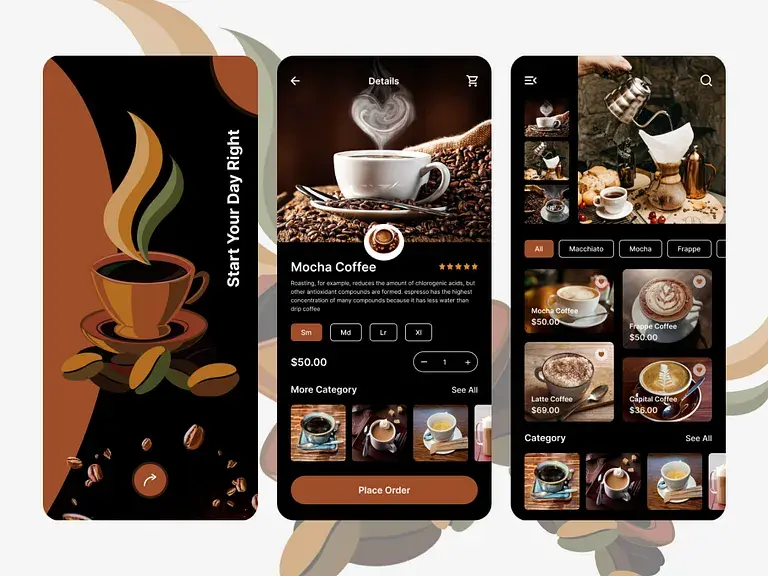 Start Your Day Right
Details
Mocha Coffee
Roasting, for example, reduces the amount of chlorogenic acids, but
other antioxidant compounds are formed. espresso has the highest
concentration of many compounds because it has less water than
drip coffee
Sm
Md
Lr
Xl
$50.00
1
More Category
See All
Place Order
All
Macchiato
Mocha
Frappe
Mocha Coffee
$50.00
Frappe Coffee
$50.00
Latte Coffee
$69.00
Capital Coffee
$36.00
Category
See All